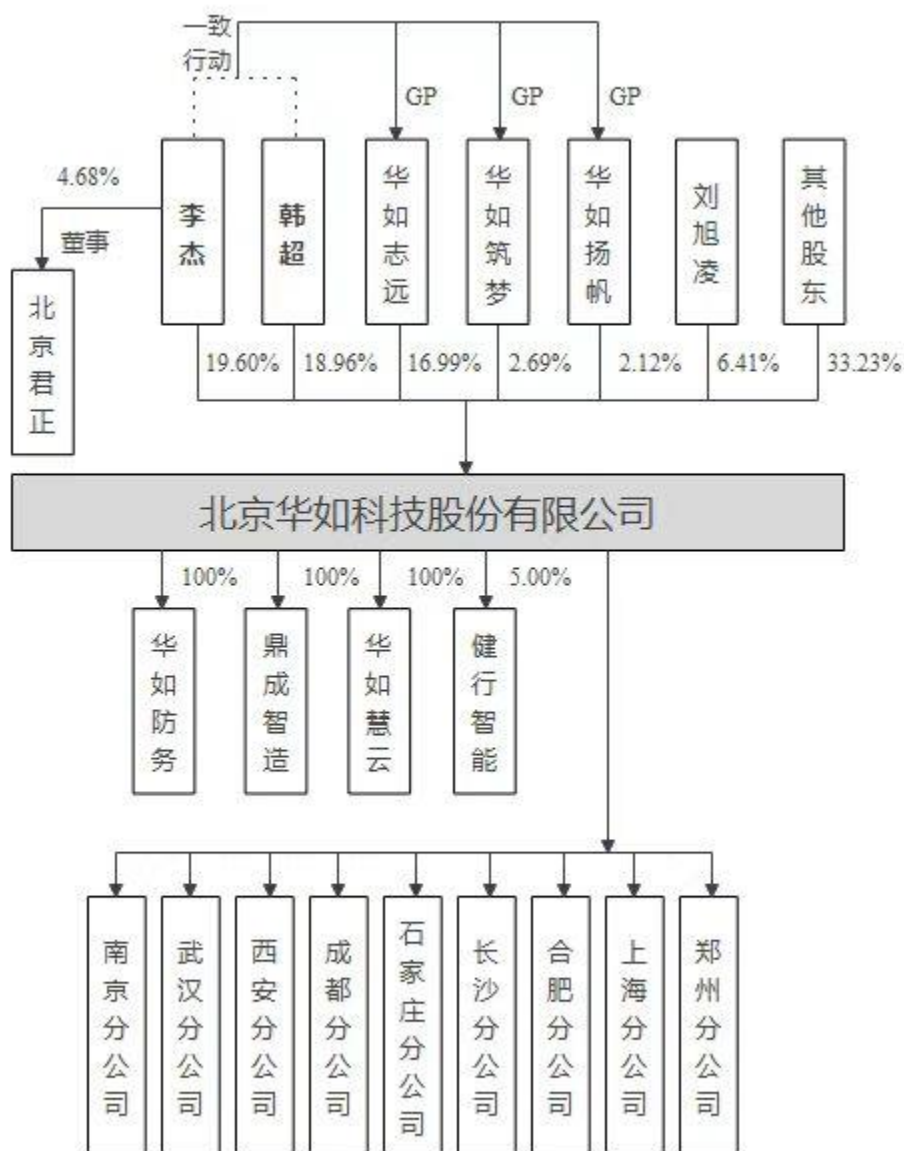 一致
行动
GP
GP
GP
4.68%
董事
北京君正
李杰
韩超
华如志远
华如筑梦
华如扬帆
刘旭凌
其他股东
19.60%
18.96%
16.99%
2.69%
2.12%
6.41%
33.23%
北京华如科技股份有限公司
100%
100%
100%
5.00%
华如防务
鼎成智造
华如慧云
健行智能
南京分公司
武汉分公司
西安分公司
成都分公司
石家庄分公司
长沙分公司
合肥分公司
上海分公司
郑州分公司